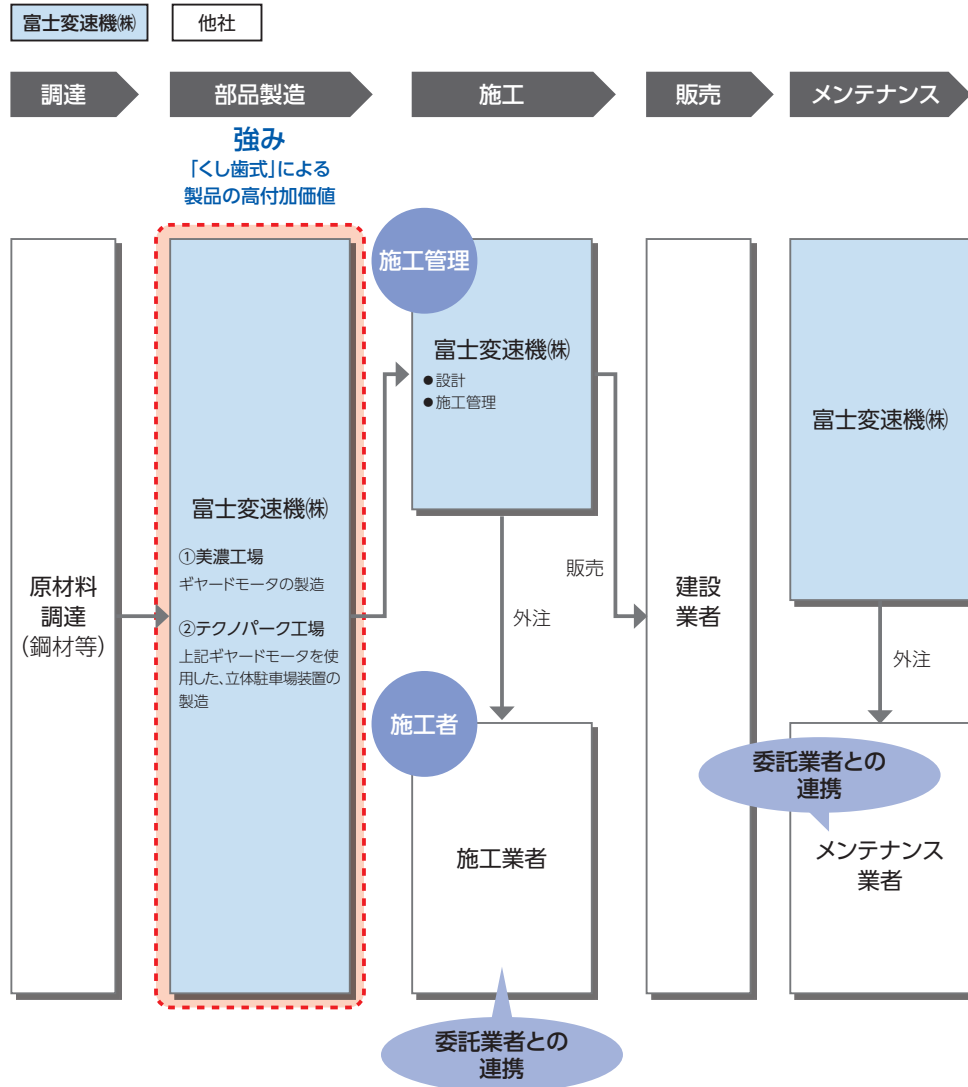 富士変速機㈱
他社
調達
部品製造
施工
販売
メンテナンス
強み
「くし歯式」による
製品の高付加価値
原材料
調達
(鋼材等)
富士変速機㈱
①美濃工場
ギヤードモータの製造
②テクノパーク工場
上記ギヤードモータを使
用した、立体駐車場装置の
製造
施工管理
富士変速機㈱
●設計
●施工管理
外注
施工者
施工業者
委託業者との
連携
販売
建設
業者
富士変速機㈱
外注
委託業者との
連携
メンテナンス
業者